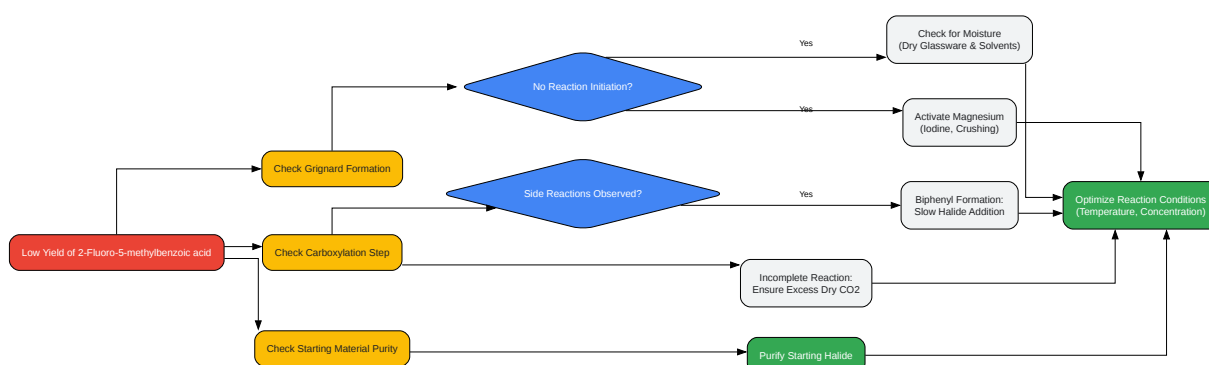 Check for Moisture
(Dry Glassware & Solvents)
Yes
No Reaction Initiation?
Yes
Activate Magnesium
(Iodine, Crushing)
Check Grignard Formation
Side Reactions Observed?
Yes
Biphenyl Formation:
Slow Halide Addition
Optimize Reaction Conditions
(Temperature, Concentration)
Low Yield of 2-Fluoro-5-methylbenzoic acid
Check Carboxylation Step
Incomplete Reaction:
Ensure Excess Dry CO2
Check Starting Material Purity
Purify Starting Halide